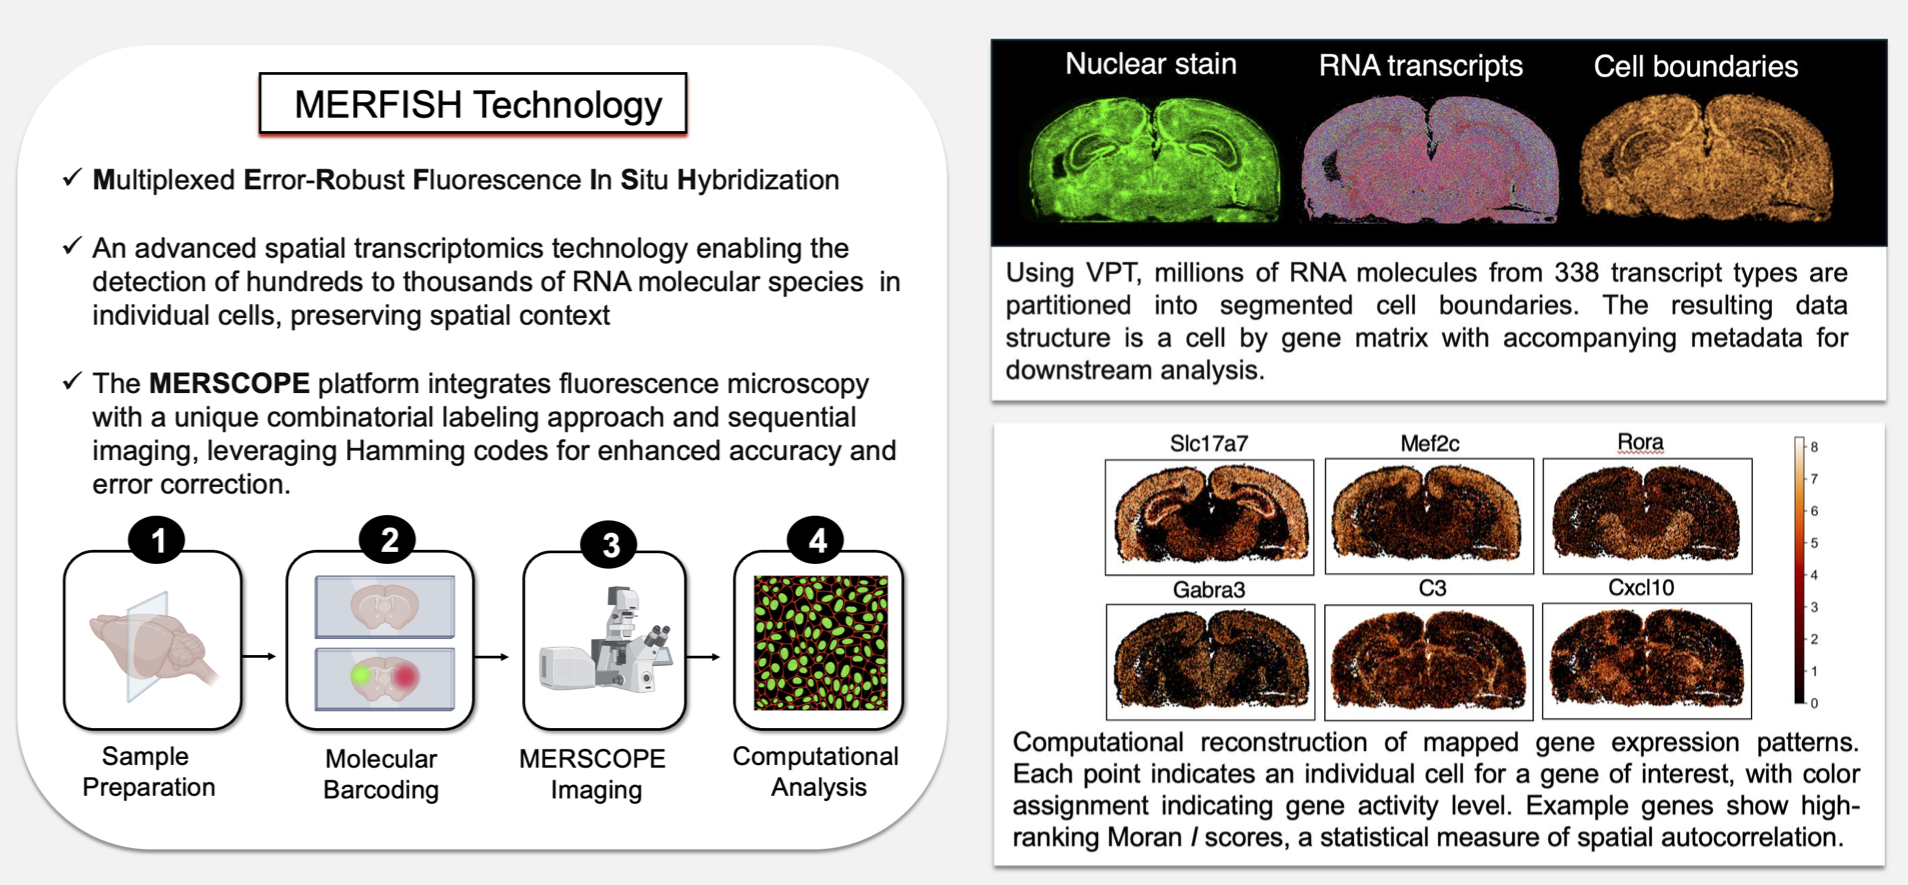 MERFISH Technology
✓ Multiplexed Error-Robust Fluorescence In Situ Hybridization
✓ An advanced spatial transcriptomics technology enabling the
detection of hundreds to thousands of RNA molecular species in
individual cells, preserving spatial context
✓ The MERSCOPE platform integrates fluorescence microscopy
with a unique combinatorial labeling approach and sequential
imaging, leveraging Hamming codes for enhanced accuracy and
error correction.
1
2
3
4
Sample
Preparation
Molecular
Barcoding
MERSCOPE
Imaging
Computational
Analysis
Nuclear stain
RNA transcripts
Cell boundaries
Using VPT, millions of RNA molecules from 338 transcript types are
partitioned into segmented cell boundaries. The resulting data
structure is a cell by gene matrix with accompanying metadata for
downstream analysis.
Slc17a7
Mef2c
Rora
Gabra3
C3
Cxcl10
8
7
6
5
4
3
2
1
0
Computational reconstruction of mapped gene expression patterns.
Each point indicates an individual cell for a gene of interest, with color
assignment indicating gene activity level. Example genes show high-
ranking Moran I scores, a statistical measure of spatial autocorrelation.